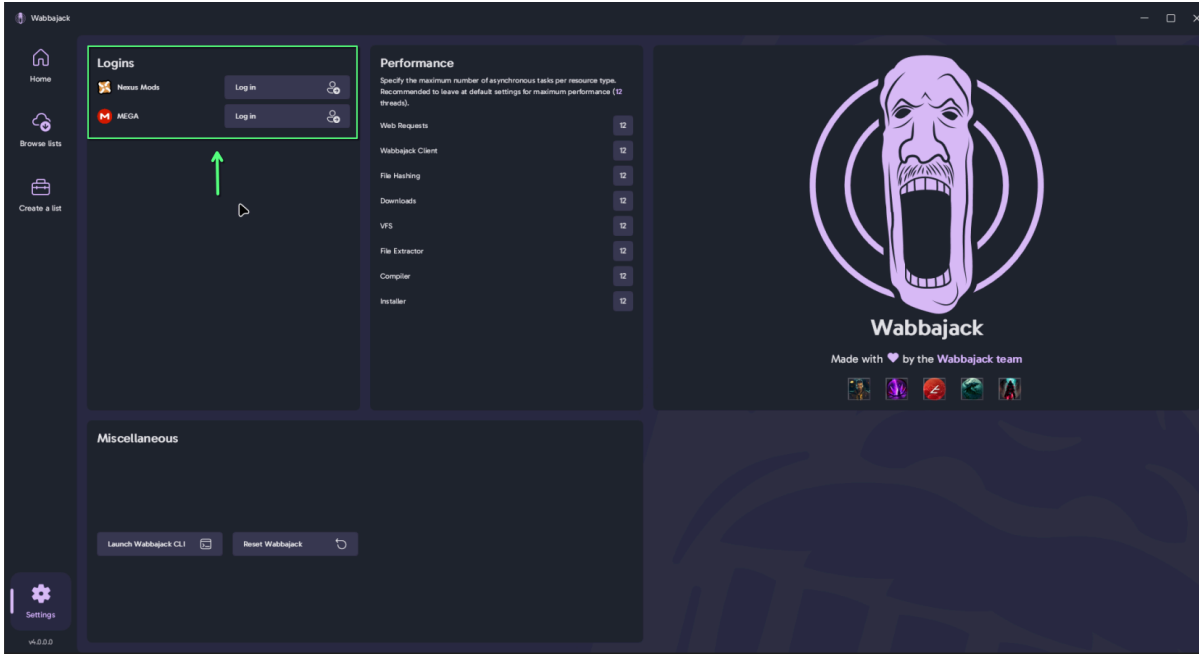 Wabbajack
Home
Browse lists
Create a list
Settings
v4.0.0.0
Logins
Nexus Mods
Log in
MEGA
Log in
Performance
Specify the maximum number of asynchronous tasks per resource type.
Recommended to leave at default settings for maximum performance (12
threads).
Web Requests 12
Wabbajack Client 12
File Hashing 12
Downloads 12
VFS 12
File Extractor 12
Compiler 12
Installer 12
Wabbajack
Made with by the Wabbajack team
Miscellaneous
Launch Wabbajack CLI
Reset Wabbajack